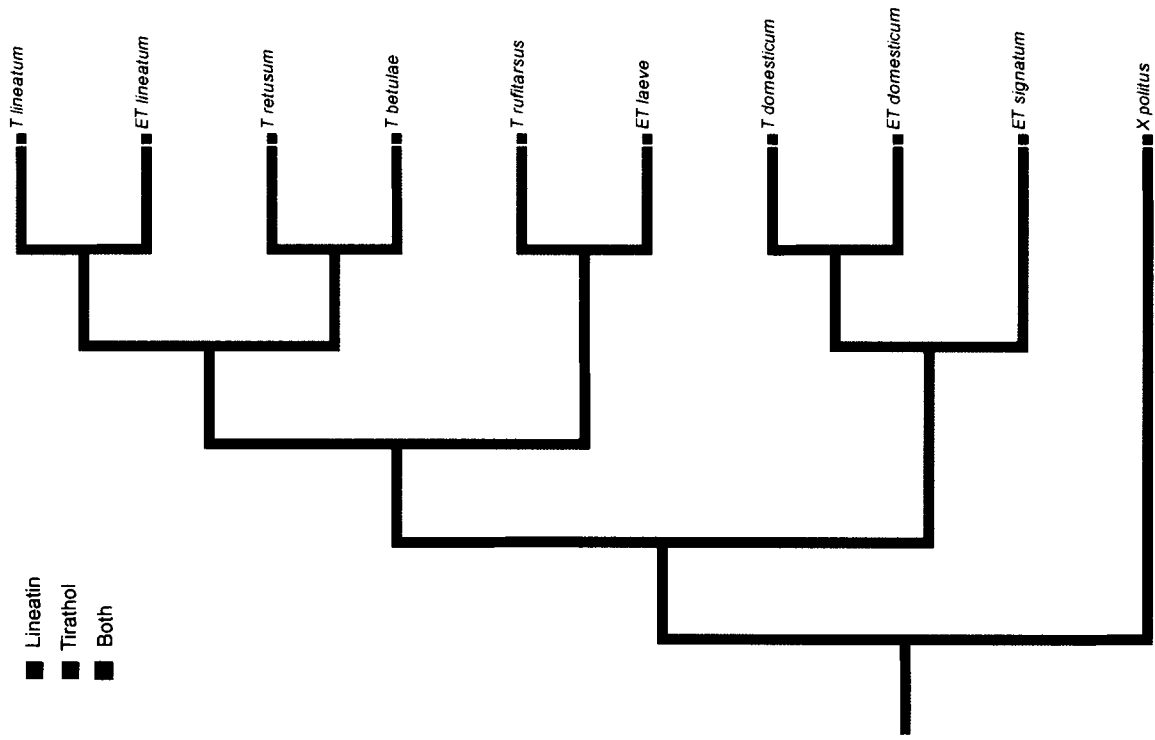 T lineatum
ET lineatum
T retusum
T betulae
T rufitarsus
ET laeve
T domesticum
ET domesticum
ET signatum
X politus
Lineatin
Tirathol
Both